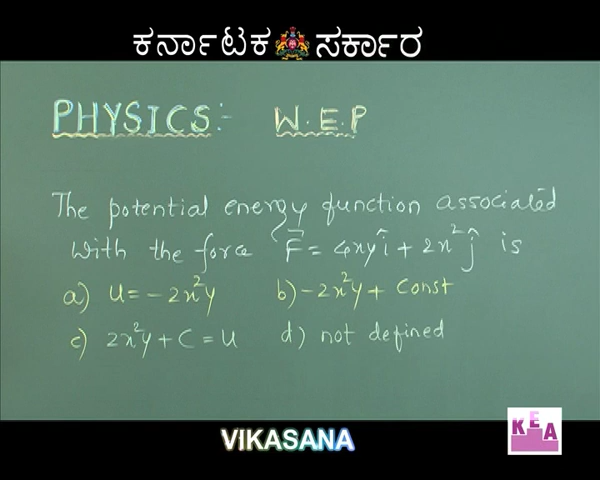 ಕರ್ನಾಟಕ ಸರ್ಕಾರ
PHYSICS:- W.E.P
The potential energy function associated
with the force F⃗ = 4xyî + 2x²ĵ is
a) U = -2x²y b) -2x²y + Const
c) 2x²y + C = U d) not defined
VIKASANA
KEA